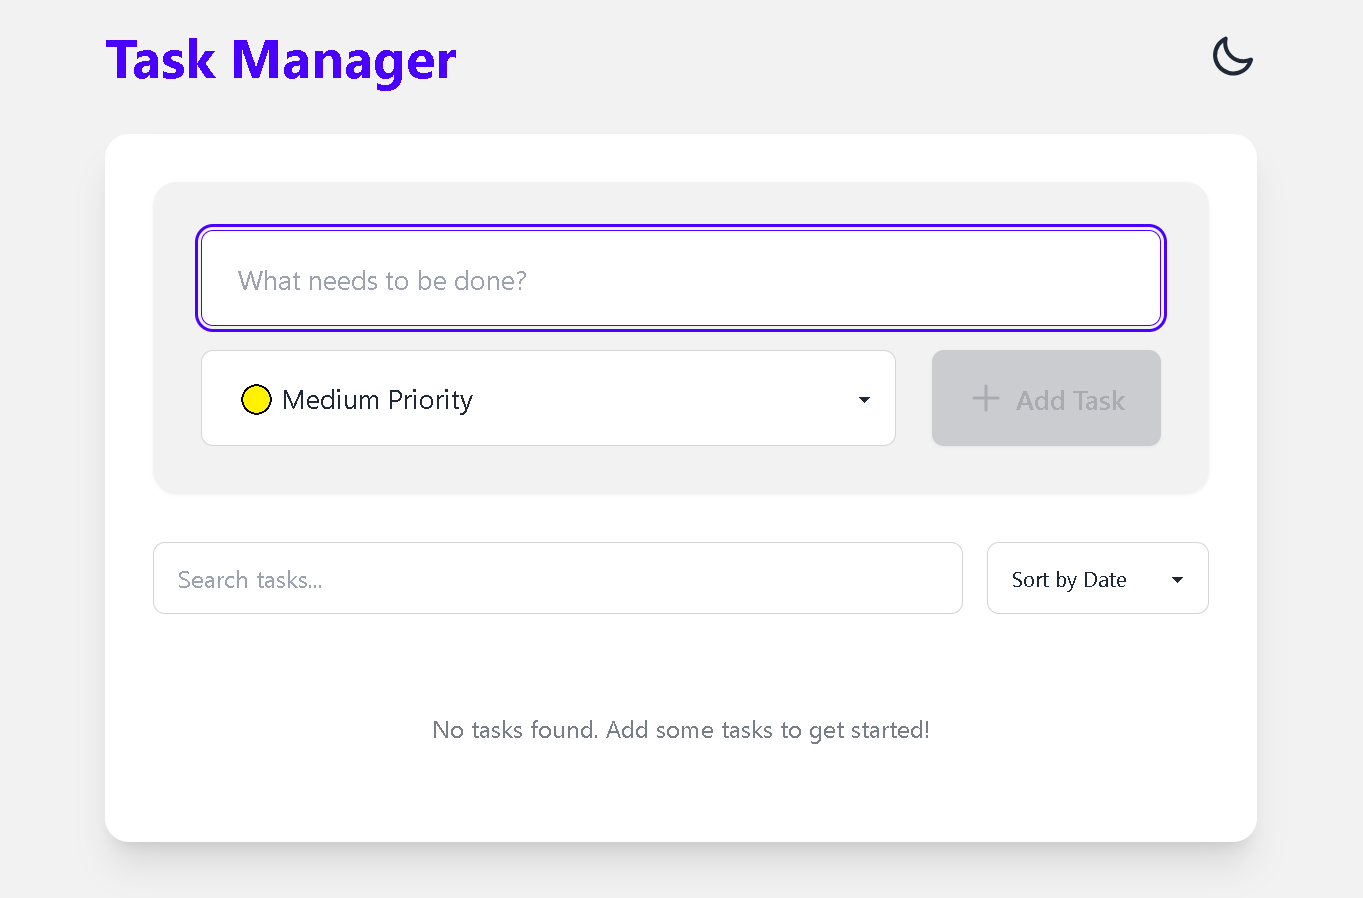 Task Manager
What needs to be done?
Medium Priority
Add Task
Search tasks...
Sort by Date
No tasks found. Add some tasks to get started!